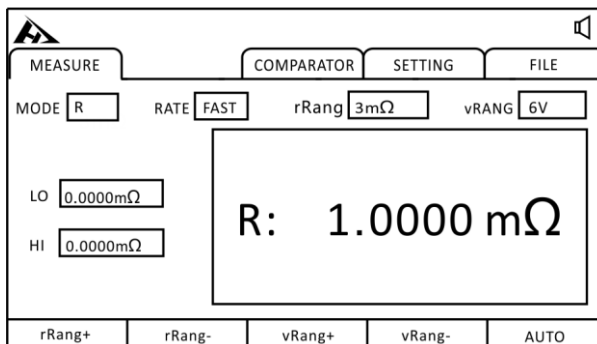 MEASURE COMPARATOR SETTING FILE
MODE R RATE FAST rRang 3mΩ vRANG 6V
LO 0.0000mΩ
R: 1.0000 mΩ
HI 0.0000mΩ
rRang+ rRang- vRang+ vRang- AUTO